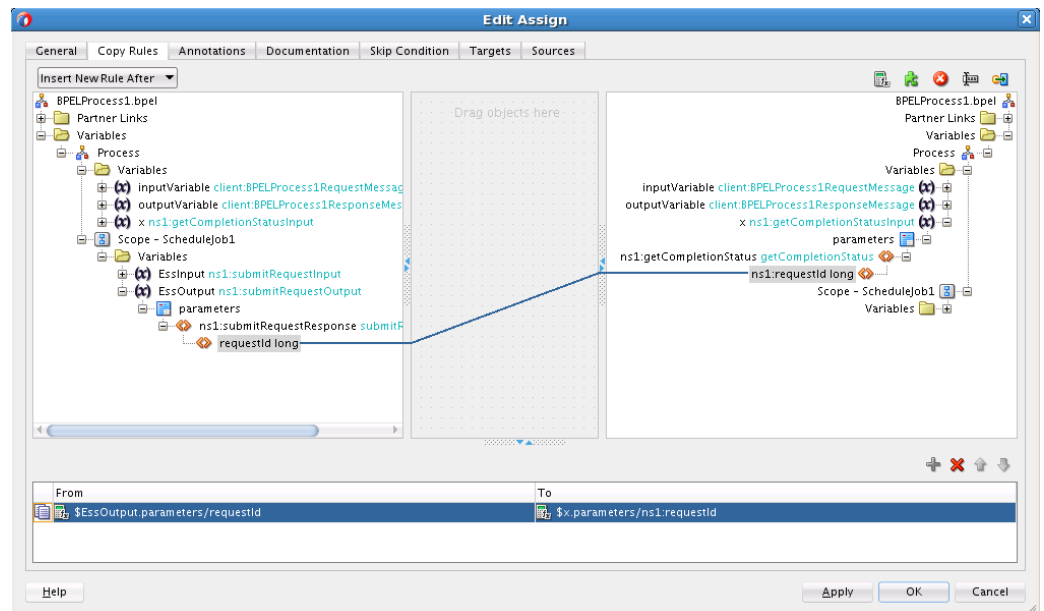 Edit Assign
General Copy Rules Annotations Documentation Skip Condition Targets Sources
Insert New Rule After
BPELProcess1.bpel
Partner Links
Variables
Process
Variables
(x) inputVariable client:BPELProcess1RequestMessag
(x) outputVariable client:BPELProcess1ResponseMes
(x) x ns1:getCompletionStatusInput
Scope - ScheduleJob1
Variables
(x) EssInput ns1:submitRequestInput
(x) EssOutput ns1:submitRequestOutput
parameters
ns1:submitRequestResponse submitR
requestId long
Drag objects here
BPELProcess1.bpel
Partner Links
Variables
Process
Variables
inputVariable client:BPELProcess1RequestMessage (x)
outputVariable client:BPELProcess1ResponseMessage (x)
x ns1:getCompletionStatusInput (x)
parameters
ns1:getCompletionStatus getCompletionStatus
ns1:requestId long
Scope - ScheduleJob1
Variables
From To
$EssOutput.parameters/requestId $x.parameters/ns1:requestId
Help Apply OK Cancel